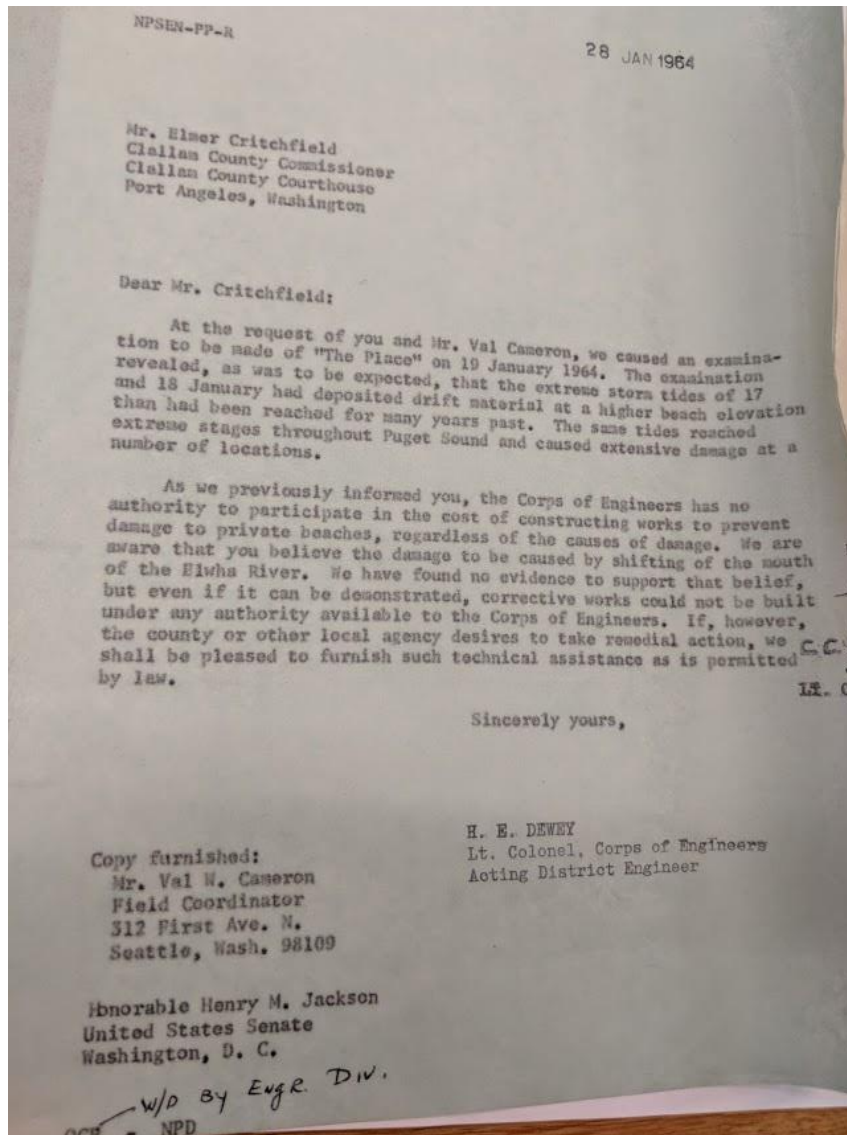 NPSEN-PP-R
28 JAN 1964
Mr. Elmer Critchfield
Clallam County Commissioner
Clallam County Courthouse
Port Angeles, Washington
Dear Mr. Critchfield:
At the request of you and Mr. Val Cameron, we caused an examina-
tion to be made of "The Place" on 19 January 1964. The examination
revealed, as was to be expected, that the extreme storm tides of 17
and 18 January had deposited drift material at a higher beach elevation
than had been reached for many years past. The same tides reached
extreme stages throughout Puget Sound and caused extensive damage at a
number of locations.
As we previously informed you, the Corps of Engineers has no
authority to participate in the cost of constructing works to prevent
damage to private beaches, regardless of the causes of damage. We are
aware that you believe the damage to be caused by shifting of the mouth
of the Elwha River. We have found no evidence to support that belief,
but even if it can be demonstrated, corrective works could not be built
under any authority available to the Corps of Engineers. If, however,
the county or other local agency desires to take remedial action, we
shall be pleased to furnish such technical assistance as is permitted
by law.
C.C.
Lt.
Sincerely yours,
H. E. DEWEY
Lt. Colonel, Corps of Engineers
Acting District Engineer
Copy furnished:
Mr. Val W. Cameron
Field Coordinator
312 First Ave. N.
Seattle, Wash. 98109
Honorable Henry M. Jackson
United States Senate
Washington, D. C.
W/D BY ENGR. DIV.
NPD